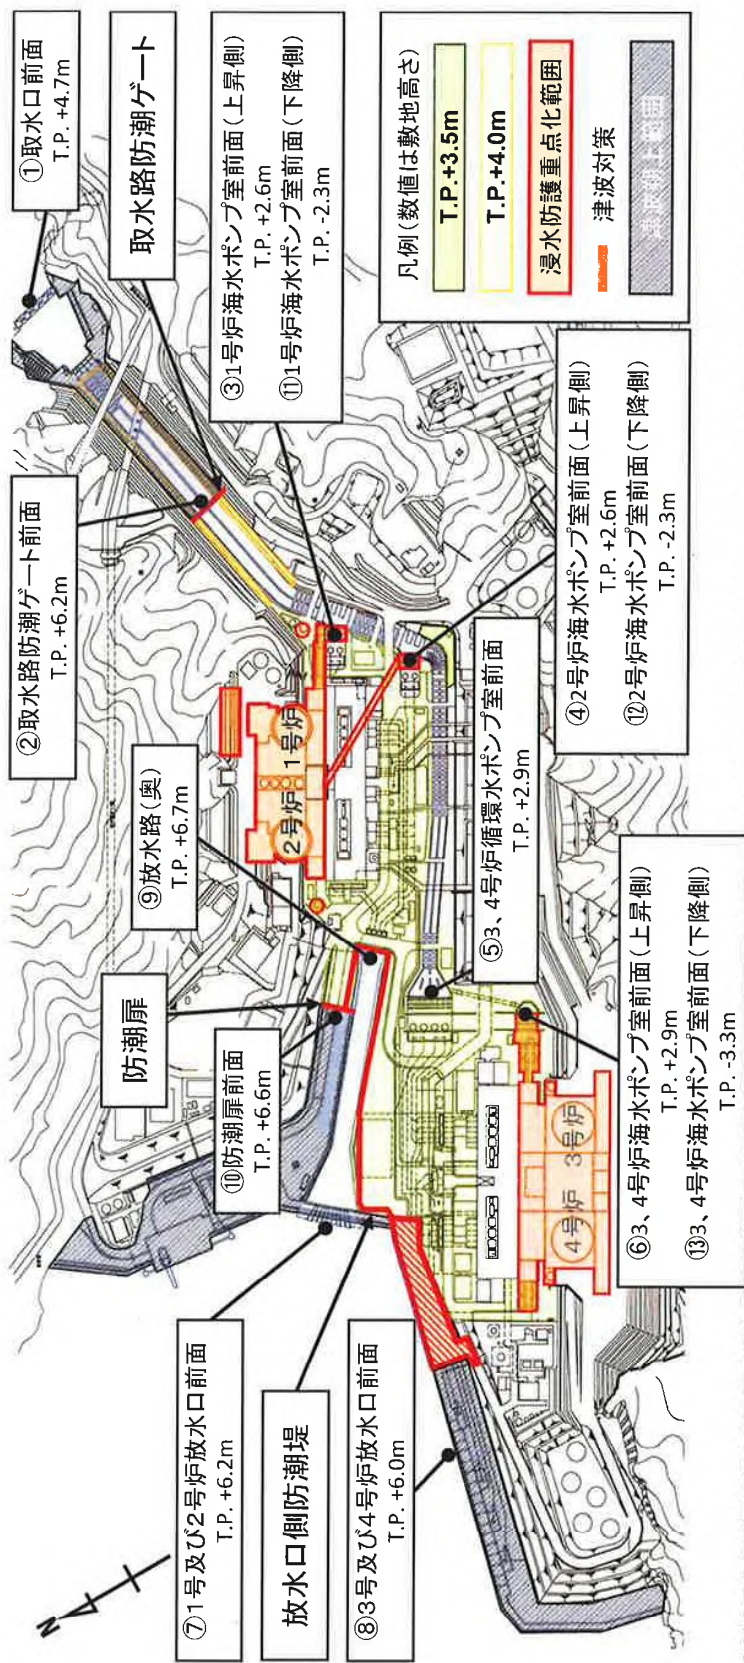 ①取水口前面
T.P. +4.7m
取水路防潮ゲート
②取水路防潮ゲート前面
T.P. +6.2m
③1号炉海水ポンプ室前面(上昇側)
T.P. +2.6m
⑪1号炉海水ポンプ室前面(下降側)
T.P. -2.3m
凡例(数値は敷地高さ)
T.P.+3.5m
T.P.+4.0m
浸水防護重点化範囲
津波対策
④2号炉海水ポンプ室前面(上昇側)
T.P. +2.6m
⑫2号炉海水ポンプ室前面(下降側)
T.P. -2.3m
⑤3、4号炉循環水ポンプ室前面
T.P. +2.9m
⑥3、4号炉海水ポンプ室前面(上昇側)
T.P. +2.9m
⑬3、4号炉海水ポンプ室前面(下降側)
T.P. -3.3m
⑨放水路(奥)
T.P. +6.7m
防潮扉
⑩防潮扉前面
T.P. +6.6m
⑦1号及び2号炉放水口前面
T.P. +6.2m
放水口側防潮堤
⑧3号及び4号炉放水口前面
T.P. +6.0m
2号炉
1号炉
4号炉
3号炉
N